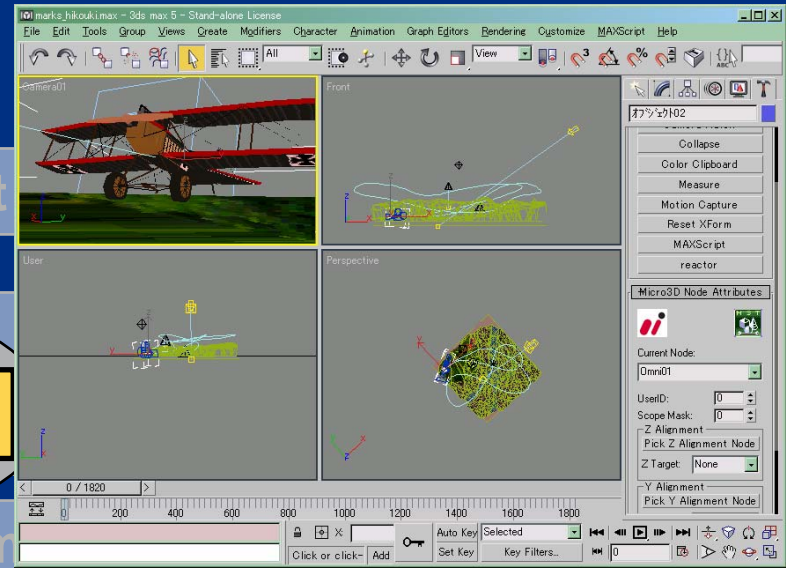 marks_hikouki.max - 3ds max 5 - Stand-alone License
File Edit Tools Group Views Create Modifiers Character Animation Graph Editors Rendering Customize MAXScript Help
All
View
ABC
Camera01
Front
User
Perspective
オブジェクト02
Collapse
Color Clipboard
Measure
Motion Capture
Reset XForm
MAXScript
reactor
Micro3D Node Attributes
Current Node:
Omni01
UserID: 0
Scope Mask: 0
Z Alignment
Pick Z Alignment Node
Z Target: None
Y Alignment
Pick Y Alignment Node
0 / 1820
0 200 400 600 800 1000 1200 1400 1600 1800
X
Auto Key Selected
Click or click- Add Set Key Key Filters... 0